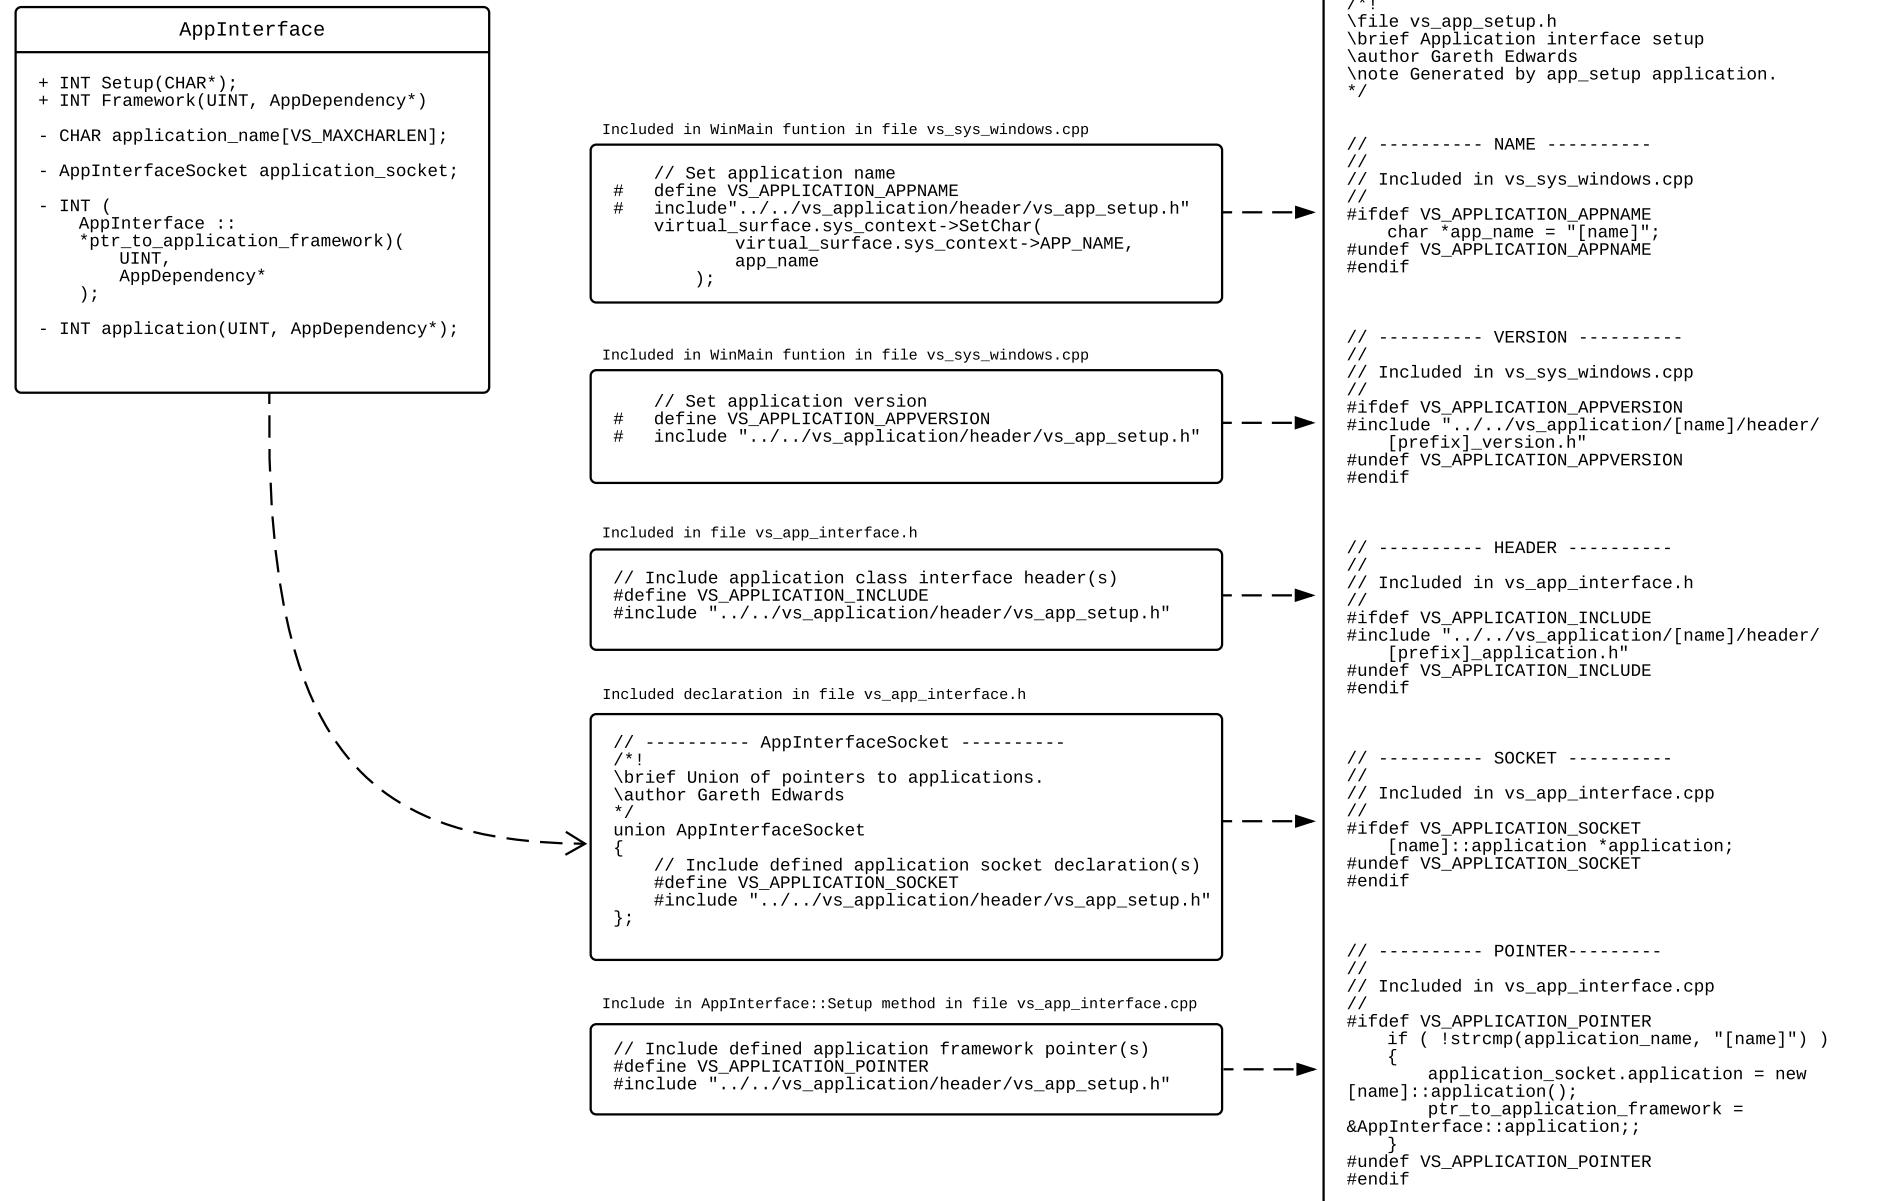 AppInterface
+ INT Setup(CHAR*);
+ INT Framework(UINT, AppDependency*)
- CHAR application_name[VS_MAXCHARLEN];
- AppInterfaceSocket application_socket;
- INT (
AppInterface ::
*ptr_to_application_framework)(
UINT,
AppDependency*
);
- INT application(UINT, AppDependency*);
Included in WinMain funtion in file vs_sys_windows.cpp
// Set application name
#   define VS_APPLICATION_APPNAME
#   include"../../vs_application/header/vs_app_setup.h"
virtual_surface.sys_context->SetChar(
virtual_surface.sys_context->APP_NAME,
app_name
);
Included in WinMain funtion in file vs_sys_windows.cpp
// Set application version
#   define VS_APPLICATION_APPVERSION
#   include "../../vs_application/header/vs_app_setup.h"
Included in file vs_app_interface.h
// Include application class interface header(s)
#define VS_APPLICATION_INCLUDE
#include "../../vs_application/header/vs_app_setup.h"
Included declaration in file vs_app_interface.h
// ---------- AppInterfaceSocket ----------
/*!
\brief Union of pointers to applications.
\author Gareth Edwards
*/
union AppInterfaceSocket
{
// Include defined application socket declaration(s)
#define VS_APPLICATION_SOCKET
#include "../../vs_application/header/vs_app_setup.h"
};
Include in AppInterface::Setup method in file vs_app_interface.cpp
// Include defined application framework pointer(s)
#define VS_APPLICATION_POINTER
#include "../../vs_application/header/vs_app_setup.h"
/*!
\file vs_app_setup.h
\brief Application interface setup
\author Gareth Edwards
\note Generated by app_setup application.
*/
// ---------- NAME ----------
//
// Included in vs_sys_windows.cpp
//
#ifdef VS_APPLICATION_APPNAME
char *app_name = "[name]";
#undef VS_APPLICATION_APPNAME
#endif
// ---------- VERSION ----------
//
// Included in vs_sys_windows.cpp
//
#ifdef VS_APPLICATION_APPVERSION
#include "../../vs_application/[name]/header/
[prefix]_version.h"
#undef VS_APPLICATION_APPVERSION
#endif
// ---------- HEADER ----------
//
// Included in vs_app_interface.h
//
#ifdef VS_APPLICATION_INCLUDE
#include "../../vs_application/[name]/header/
[prefix]_application.h"
#undef VS_APPLICATION_INCLUDE
#endif
// ---------- SOCKET ----------
//
// Included in vs_app_interface.cpp
//
#ifdef VS_APPLICATION_SOCKET
[name]::application *application;
#undef VS_APPLICATION_SOCKET
#endif
// ---------- POINTER---------
//
// Included in vs_app_interface.cpp
//
#ifdef VS_APPLICATION_POINTER
if ( !strcmp(application_name, "[name]") )
{
application_socket.application = new
[name]::application();
ptr_to_application_framework =
&AppInterface::application;;
}
#undef VS_APPLICATION_POINTER
#endif